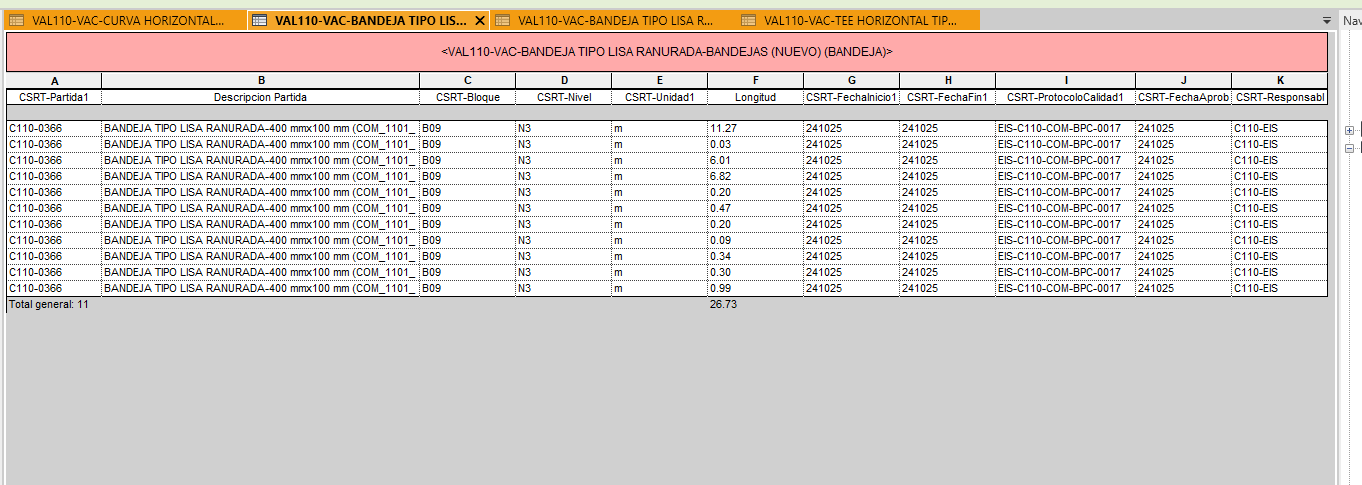 VAL110-VAC-CURVA HORIZONTAL... VAL110-VAC-BANDEJA TIPO LIS... VAL110-VAC-BANDEJA TIPO LISA R... VAL110-VAC-TEE HORIZONTAL TIP... Nav
<VAL110-VAC-BANDEJA TIPO LISA RANURADA-BANDEJAS (NUEVO) (BANDEJA)>
A B C D E F G H I J K
CSRT-Partida1 Descripcion Partida CSRT-Bloque CSRT-Nivel CSRT-Unidad1 Longitud CSRT-FechaInicio1 CSRT-FechaFin1 CSRT-ProtocoloCalidad1 CSRT-FechaAprob CSRT-Responsabl
C110-0366 BANDEJA TIPO LISA RANURADA-400 mmx100 mm (COM_1101_ B09 N3 m 11.27 241025 241025 EIS-C110-COM-BPC-0017 241025 C110-EIS
C110-0366 BANDEJA TIPO LISA RANURADA-400 mmx100 mm (COM_1101_ B09 N3 m 0.03 241025 241025 EIS-C110-COM-BPC-0017 241025 C110-EIS
C110-0366 BANDEJA TIPO LISA RANURADA-400 mmx100 mm (COM_1101_ B09 N3 m 6.01 241025 241025 EIS-C110-COM-BPC-0017 241025 C110-EIS
C110-0366 BANDEJA TIPO LISA RANURADA-400 mmx100 mm (COM_1101_ B09 N3 m 6.82 241025 241025 EIS-C110-COM-BPC-0017 241025 C110-EIS
C110-0366 BANDEJA TIPO LISA RANURADA-400 mmx100 mm (COM_1101_ B09 N3 m 0.20 241025 241025 EIS-C110-COM-BPC-0017 241025 C110-EIS
C110-0366 BANDEJA TIPO LISA RANURADA-400 mmx100 mm (COM_1101_ B09 N3 m 0.47 241025 241025 EIS-C110-COM-BPC-0017 241025 C110-EIS
C110-0366 BANDEJA TIPO LISA RANURADA-400 mmx100 mm (COM_1101_ B09 N3 m 0.20 241025 241025 EIS-C110-COM-BPC-0017 241025 C110-EIS
C110-0366 BANDEJA TIPO LISA RANURADA-400 mmx100 mm (COM_1101_ B09 N3 m 0.09 241025 241025 EIS-C110-COM-BPC-0017 241025 C110-EIS
C110-0366 BANDEJA TIPO LISA RANURADA-400 mmx100 mm (COM_1101_ B09 N3 m 0.34 241025 241025 EIS-C110-COM-BPC-0017 241025 C110-EIS
C110-0366 BANDEJA TIPO LISA RANURADA-400 mmx100 mm (COM_1101_ B09 N3 m 0.30 241025 241025 EIS-C110-COM-BPC-0017 241025 C110-EIS
C110-0366 BANDEJA TIPO LISA RANURADA-400 mmx100 mm (COM_1101_ B09 N3 m 0.99 241025 241025 EIS-C110-COM-BPC-0017 241025 C110-EIS
Total general: 11 26.73